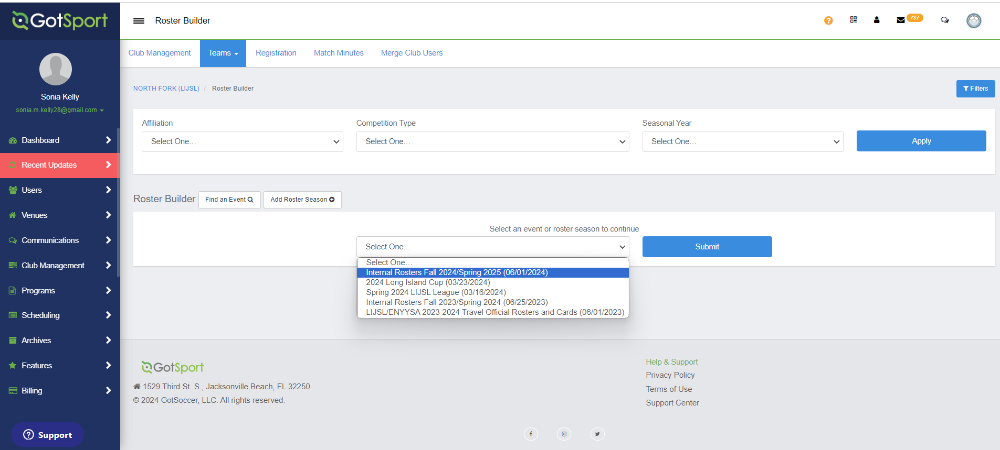 GotSport
Roster Builder
787
Club Management
Teams
Registration
Match Minutes
Merge Club Users
Sonia Kelly
sonia.m.kelly28@gmail.com
Dashboard
Recent Updates
Users
Venues
Communications
Club Management
Programs
Scheduling
Archives
Features
Billing
Support
NORTH FORK (LIJSL) / Roster Builder
Filters
Affiliation
Select One...
Competition Type
Select One...
Seasonal Year
Select One...
Apply
Roster Builder
Find an Event
Add Roster Season
Select an event or roster season to continue
Select One...
Submit
Select One...
Internal Rosters Fall 2024/Spring 2025 (06/01/2024)
2024 Long Island Cup (03/23/2024)
Spring 2024 LIJSL League (03/16/2024)
Internal Rosters Fall 2023/Spring 2024 (06/25/2023)
LIJSL/ENYYSA 2023-2024 Travel Official Rosters and Cards (06/01/2023)
GotSport
1529 Third St. S., Jacksonville Beach, FL 32250
© 2024 GotSoccer, LLC. All rights reserved.
Help & Support
Privacy Policy
Terms of Use
Support Center